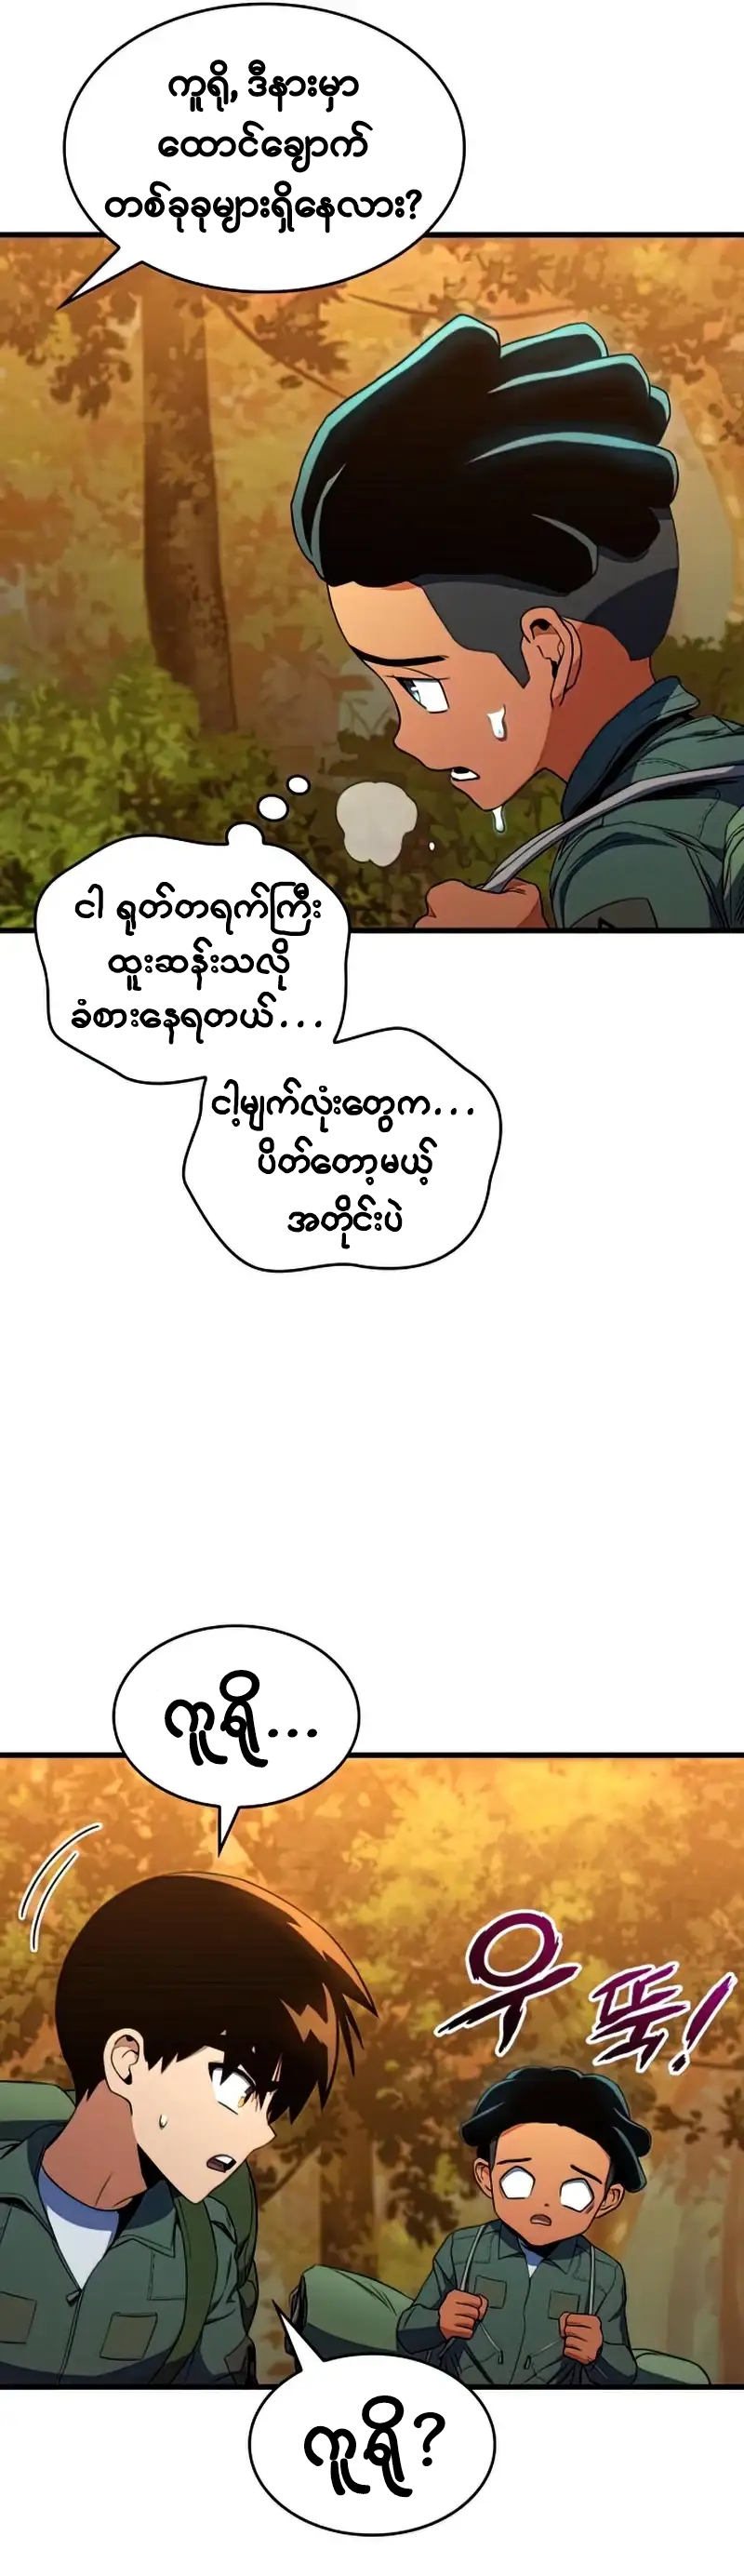 ကူရို, ဒီနားမှာ
ထောင်ချောက်
တစ်ခုခုများရှိနေလား?
ငါ ရုတ်တရက်ကြီး
ထူးဆန်းသလို
ခံစားနေရတယ်...
ငါ့မျက်လုံးတွေက...
ပိတ်တော့မယ့်
အတိုင်းပဲ
ကူရို...
우뚝!
ကူရို?